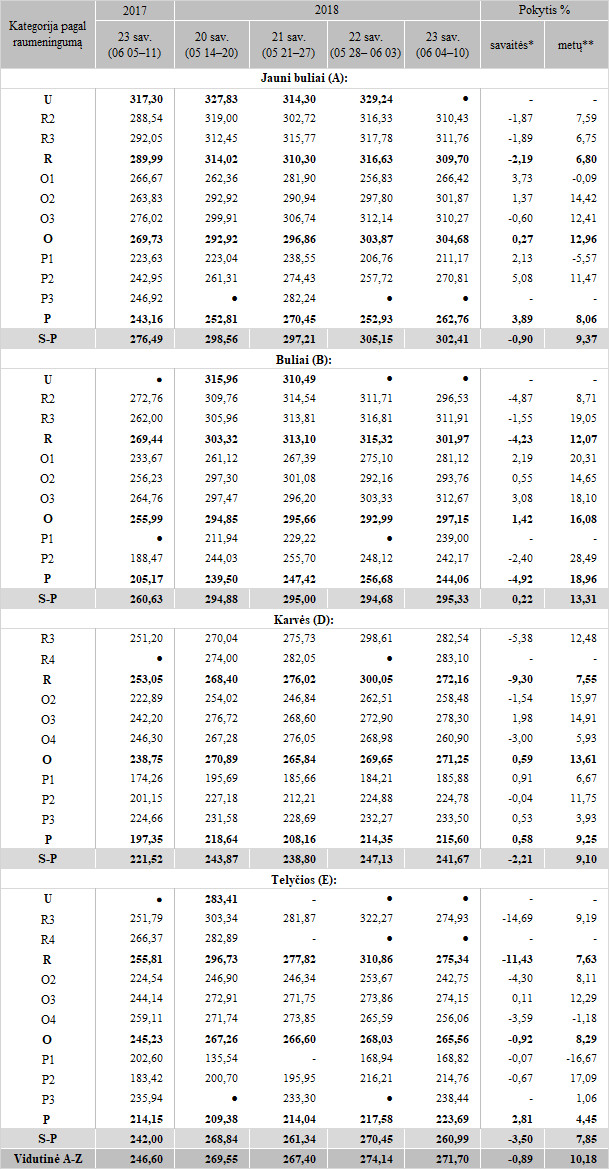 Kategorija pagal raumeningumą 2017 2018 Pokytis %
23 sav. (06 05–11) 20 sav. (05 14–20) 21 sav. (05 21–27) 22 sav. (05 28– 06 03) 23 sav. (06 04–10) savaitės* metų**
Jauni buliai (A):
U 317,30 327,83 314,30 329,24 ● - -
R2 288,54 319,00 302,72 316,33 310,43 -1,87 7,59
R3 292,05 312,45 315,77 317,78 311,76 -1,89 6,75
R 289,99 314,02 310,30 316,63 309,70 -2,19 6,80
O1 266,67 262,36 281,90 256,83 266,42 3,73 -0,09
O2 263,83 292,92 290,94 297,80 301,87 1,37 14,42
O3 276,02 299,91 306,74 312,14 310,27 -0,60 12,41
O 269,73 292,92 296,86 303,87 304,68 0,27 12,96
P1 223,63 223,04 238,55 206,76 211,17 2,13 -5,57
P2 242,95 261,31 274,43 257,72 270,81 5,08 11,47
P3 246,92 ● 282,24 ● ● - -
P 243,16 252,81 270,45 252,93 262,76 3,89 8,06
S-P 276,49 298,56 297,21 305,15 302,41 -0,90 9,37
Buliai (B):
U ● 315,96 310,49 ● ● - -
R2 272,76 309,76 314,54 311,71 296,53 -4,87 8,71
R3 262,00 305,96 313,81 316,81 311,91 -1,55 19,05
R 269,44 303,32 313,10 315,32 301,97 -4,23 12,07
O1 233,67 261,12 267,39 275,10 281,12 2,19 20,31
O2 256,23 297,30 301,08 292,16 293,76 0,55 14,65
O3 264,76 297,47 296,20 303,33 312,67 3,08 18,10
O 255,99 294,85 295,66 292,99 297,15 1,42 16,08
P1 ● 211,94 229,22 ● 239,00 - -
P2 188,47 244,03 255,70 248,12 242,17 -2,40 28,49
P 205,17 239,50 247,42 256,68 244,06 -4,92 18,96
S-P 260,63 294,88 295,00 294,68 295,33 0,22 13,31
Karvės (D):
R3 251,20 270,04 275,73 298,61 282,54 -5,38 12,48
R4 ● 274,00 282,05 ● 283,10 - -
R 253,05 268,40 276,02 300,05 272,16 -9,30 7,55
O2 222,89 254,02 246,84 262,51 258,48 -1,54 15,97
O3 242,20 276,72 268,60 272,90 278,30 1,98 14,91
O4 246,30 267,28 276,05 268,98 260,90 -3,00 5,93
O 238,75 270,89 265,84 269,65 271,25 0,59 13,61
P1 174,26 195,69 185,66 184,21 185,88 0,91 6,67
P2 201,15 227,18 212,21 224,88 224,78 -0,04 11,75
P3 224,66 231,58 228,69 232,27 233,50 0,53 3,93
P 197,35 218,64 208,16 214,35 215,60 0,58 9,25
S-P 221,52 243,87 238,80 247,13 241,67 -2,21 9,10
Telyčios (E):
U ● 283,41 - ● ● - -
R3 251,79 303,34 281,87 322,27 274,93 -14,69 9,19
R4 266,37 282,89 - ● ● - -
R 255,81 296,73 277,82 310,86 275,34 -11,43 7,63
O2 224,54 246,90 246,34 253,67 242,75 -4,30 8,11
O3 244,14 272,91 271,75 273,86 274,15 0,11 12,29
O4 259,11 271,74 273,85 265,59 256,06 -3,59 -1,18
O 245,23 267,26 266,60 268,03 265,56 -0,92 8,29
P1 202,60 135,54 - 168,94 168,82 -0,07 -16,67
P2 183,42 200,70 195,95 216,21 214,76 -0,67 17,09
P3 235,94 ● 233,30 ● 238,44 - 1,06
P 214,15 209,38 214,04 217,58 223,69 2,81 4,45
S-P 242,00 268,84 261,34 270,45 260,99 -3,50 7,85
Vidutinė A-Z 246,60 269,55 267,40 274,14 271,70 -0,89 10,18